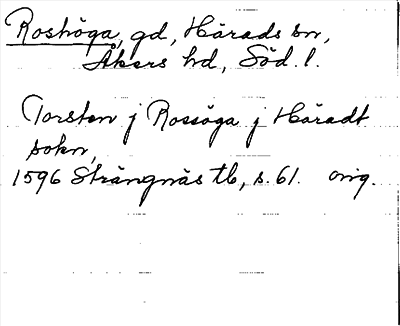 Roshöga, gd, Härads sn,
Åkers hd, Söd. l.
Torsten j Rossöga j Häradt
sokn,
1596 Strängnäs tb, s. 61. orig.